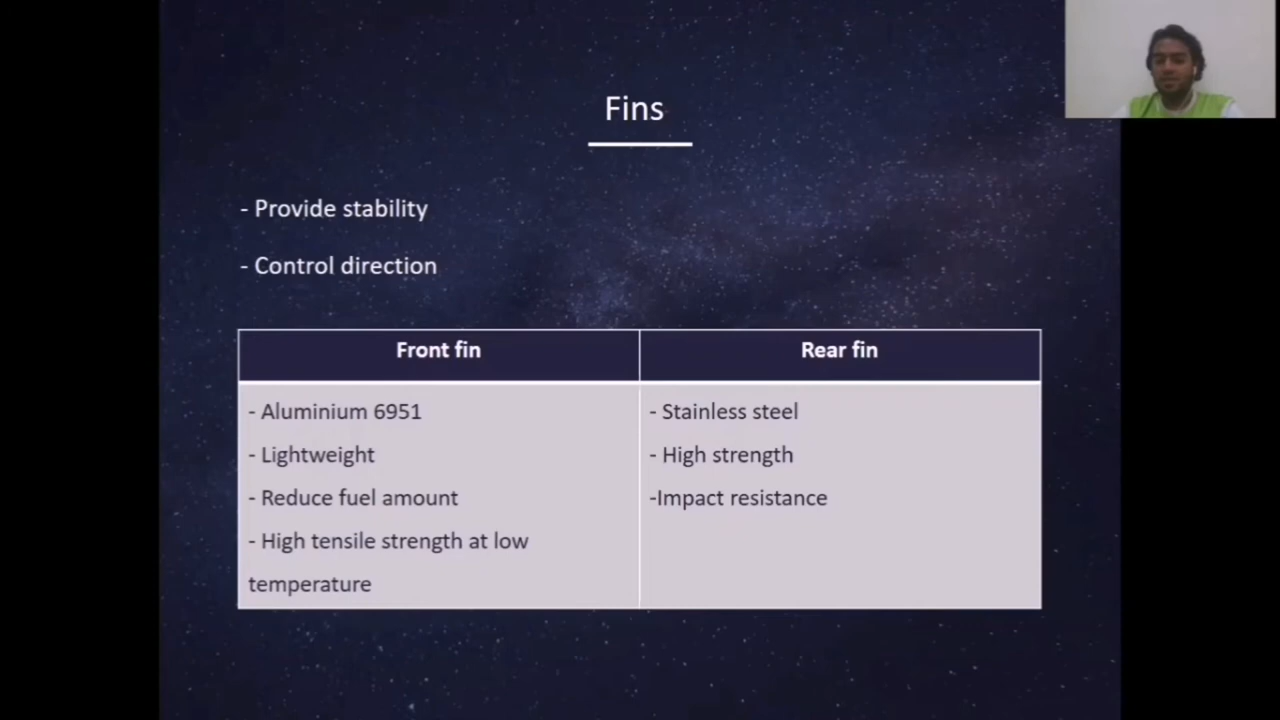 Fins
- Provide stability
- Control direction
Front fin
Rear fin
- Aluminium 6951
- Lightweight
- Reduce fuel amount
- High tensile strength at low
temperature
- Stainless steel
- High strength
-Impact resistance